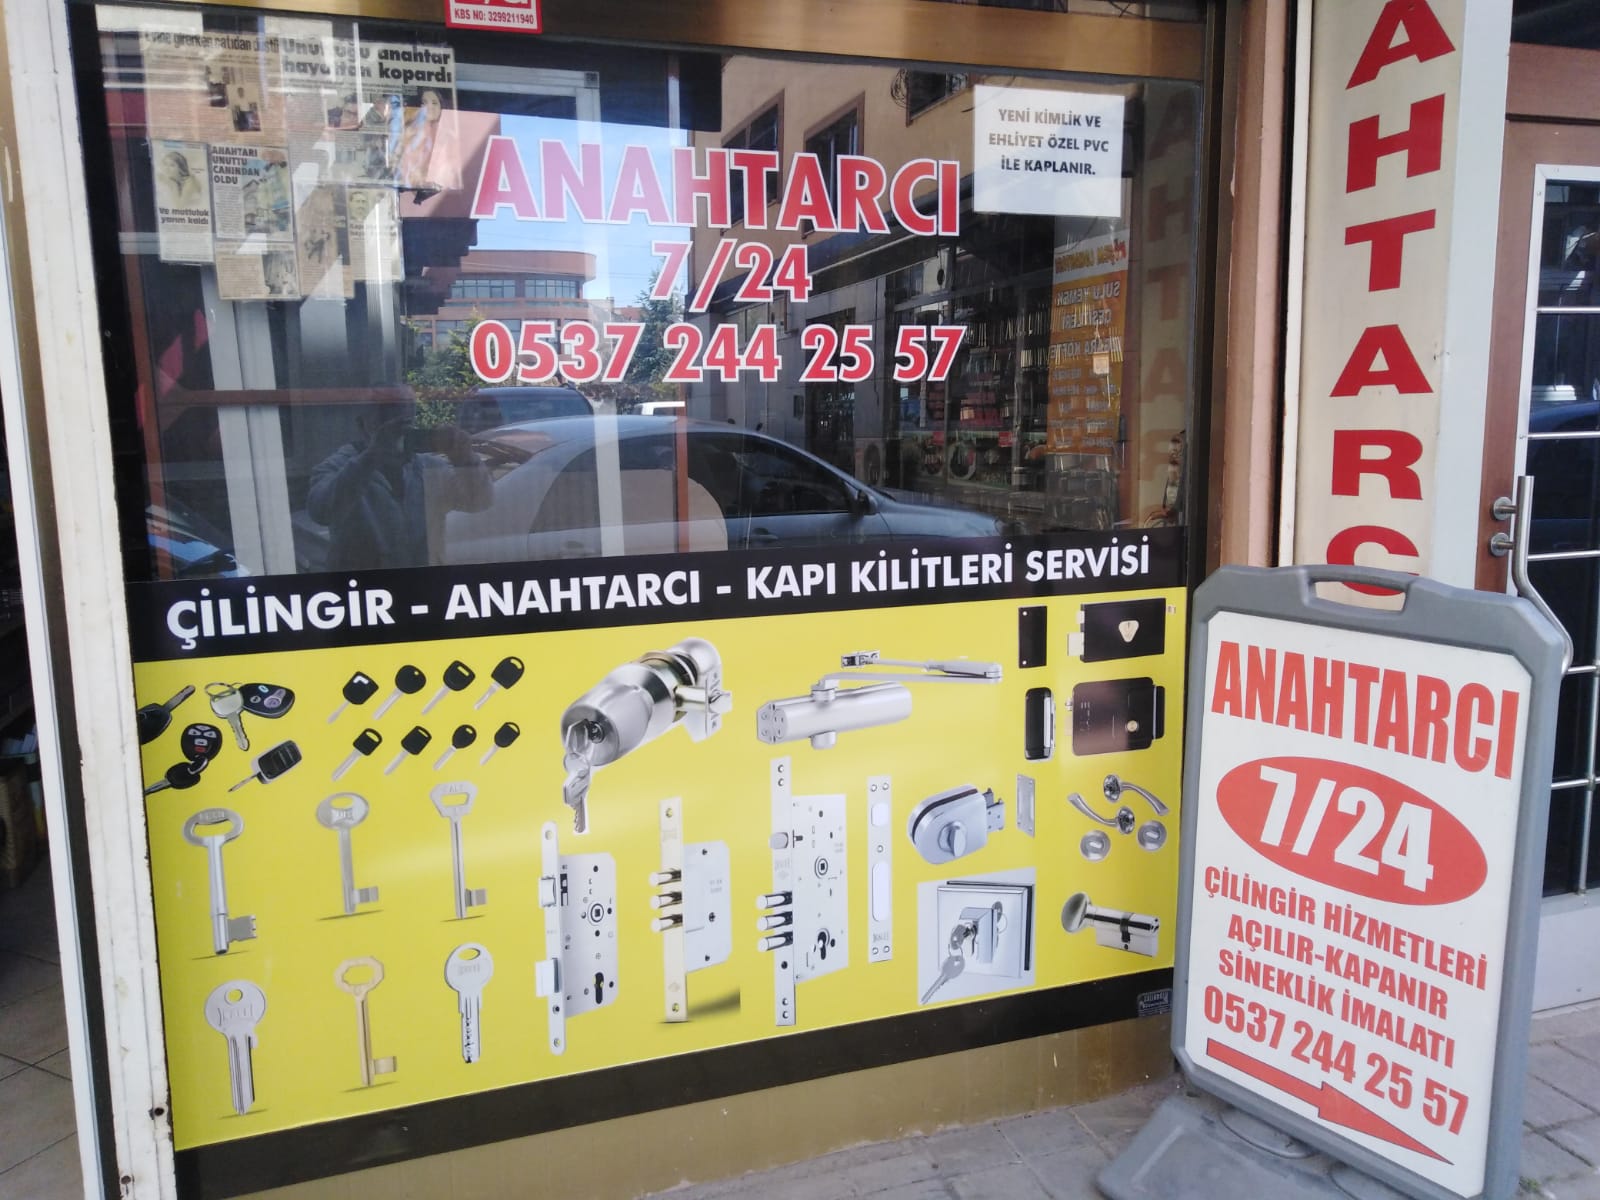 KBS NO: 3299211940
Unuttuğu anahtar
hayattan kopardı
ANAHTARI
UNUTTU
CANINDAN
OLDU
Ve mutluluk
yarım kaldı
YENİ KİMLİK VE
EHLİYET ÖZEL PVC
İLE KAPLANIR.
ANAHTARCI
7/24
0537 244 25 57
ÇİLİNGİR - ANAHTARCI - KAPI KİLİTLERİ SERVİSİ
AHTARC
ANAHTARCI
7/24
ÇİLİNGİR HİZMETLERİ
AÇILIR-KAPANIR
SİNEKLİK İMALATI
0537 244 25 57